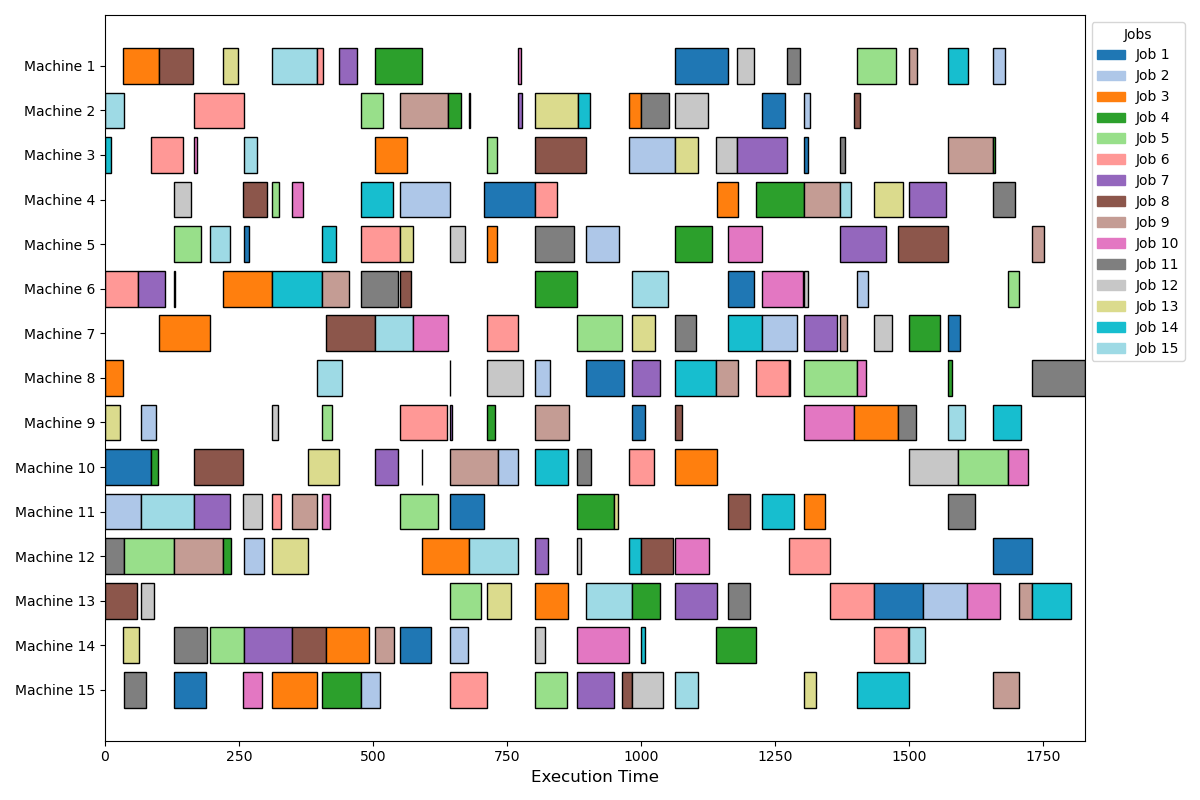 Machine 1
Machine 2
Machine 3
Machine 4
Machine 5
Machine 6
Machine 7
Machine 8
Machine 9
Machine 10
Machine 11
Machine 12
Machine 13
Machine 14
Machine 15
0 250 500 750 1000 1250 1500 1750
Execution Time
Jobs
Job 1
Job 2
Job 3
Job 4
Job 5
Job 6
Job 7
Job 8
Job 9
Job 10
Job 11
Job 12
Job 13
Job 14
Job 15